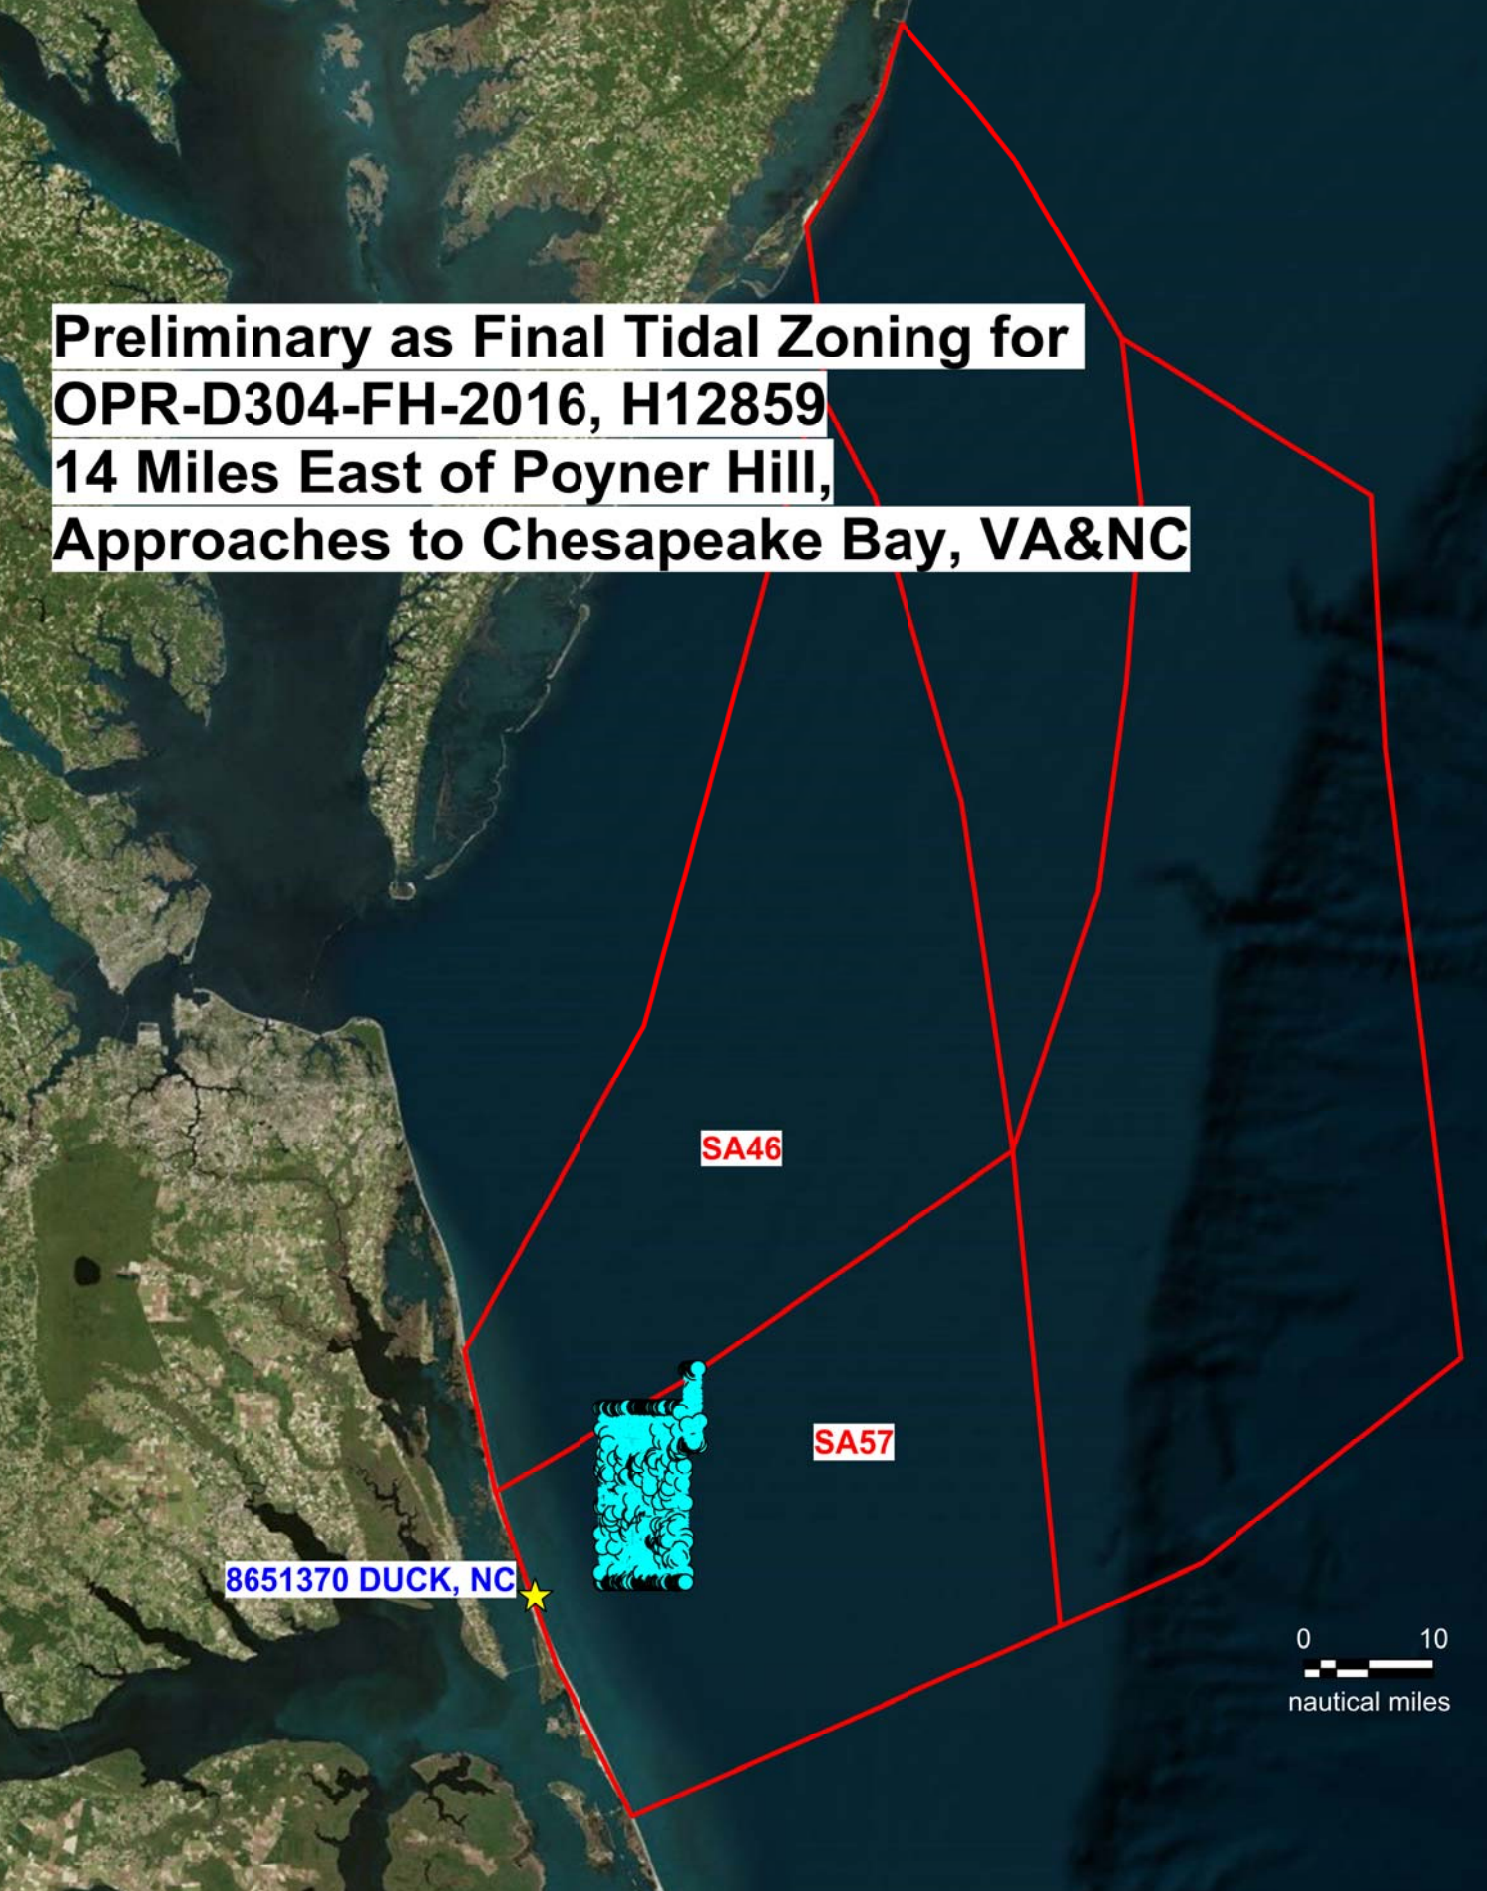 Preliminary as Final Tidal Zoning for
OPR-D304-FH-2016, H12859
14 Miles East of Poyner Hill,
Approaches to Chesapeake Bay, VA&NC
SA46
SA57
8651370 DUCK, NC
0 10
nautical miles